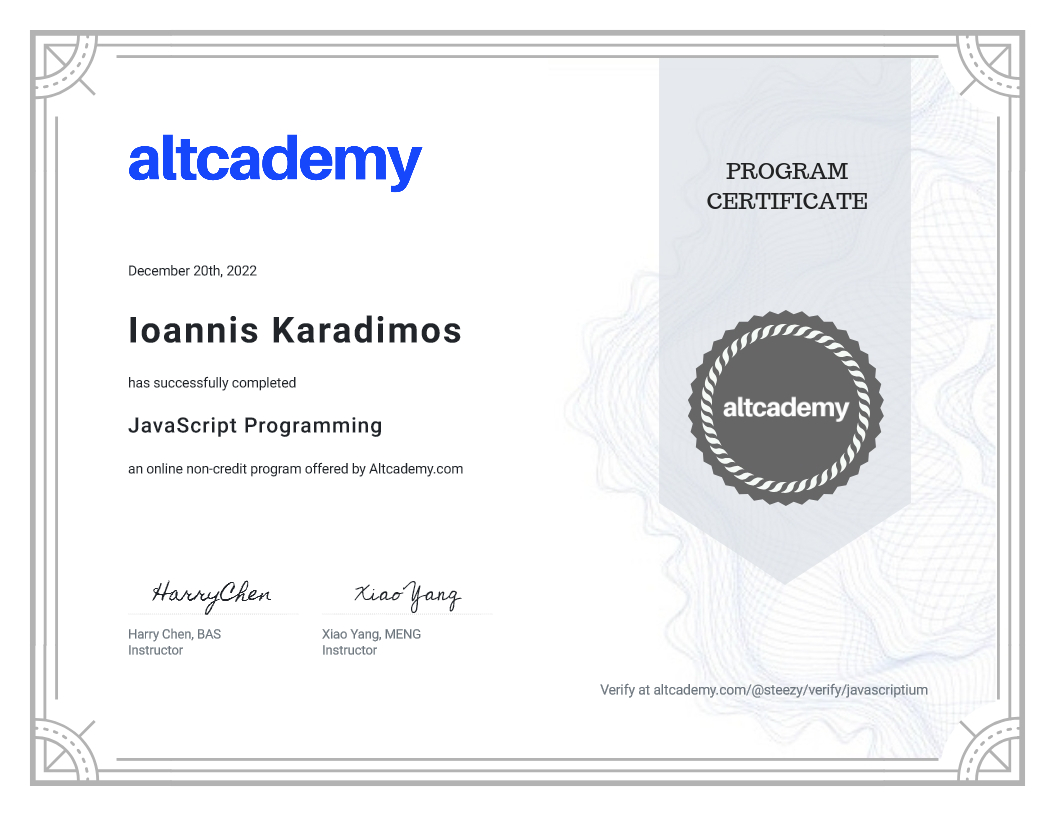 altcademy
PROGRAM
CERTIFICATE
December 20th, 2022
Ioannis Karadimos
has successfully completed
JavaScript Programming
an online non-credit program offered by Altcademy.com
altcademy
HarryChen
XiaoYang
Harry Chen, BAS
Instructor
Xiao Yang, MENG
Instructor
Verify at altcademy.com/@steezy/verify/javascriptium